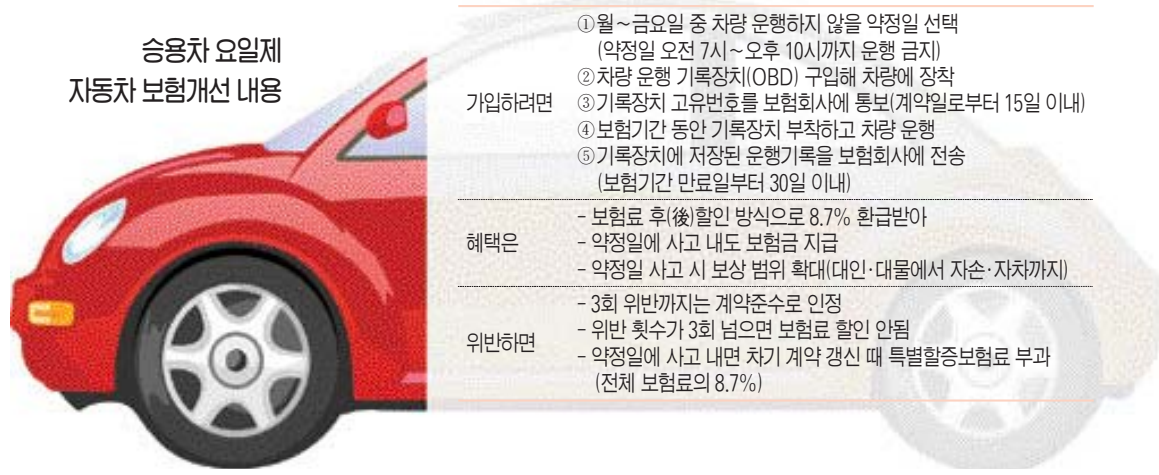 승용차 요일제
자동차 보험개선 내용
가입하려면
①월~금요일 중 차량 운행하지 않을 약정일 선택
(약정일 오전 7시~오후 10시까지 운행 금지)
②차량 운행 기록장치(OBD) 구입해 차량에 장착
③기록장치 고유번호를 보험회사에 통보(계약일로부터 15일 이내)
④보험기간 동안 기록장치 부착하고 차량 운행
⑤기록장치에 저장된 운행기록을 보험회사에 전송
(보험기간 만료일부터 30일 이내)
혜택은
- 보험료 후(後)할인 방식으로 8.7% 환급받아
- 약정일에 사고 내도 보험금 지급
- 약정일 사고 시 보상 범위 확대(대인·대물에서 자손·자차까지)
위반하면
- 3회 위반까지는 계약준수로 인정
- 위반 횟수가 3회 넘으면 보험료 할인 안됨
- 약정일에 사고 내면 차기 계약 갱신 때 특별할증보험료 부과
(전체 보험료의 8.7%)